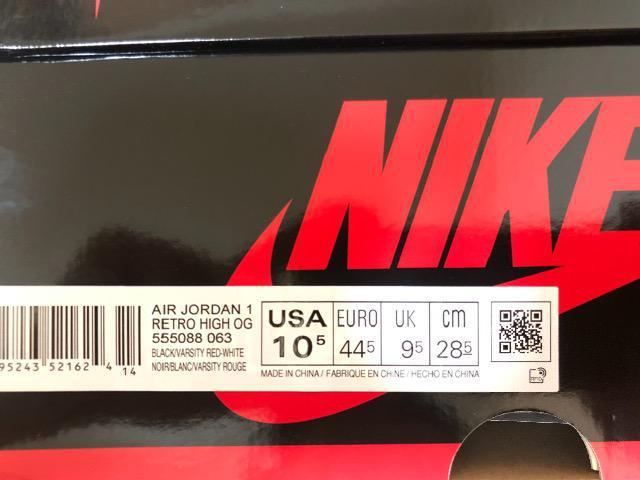 NIKE
AIR JORDAN 1
RETRO HIGH OG
555088 063
BLACK/VARSITY RED-WHITE
NOIR/BLANC/VARSITY ROUGE
USA EURO UK cm
10⁵ 44⁵ 9⁵ 28⁵
MADE IN CHINA / FABRIQUE EN CHINE / HECHO EN CHINA
95243 52162 4
14